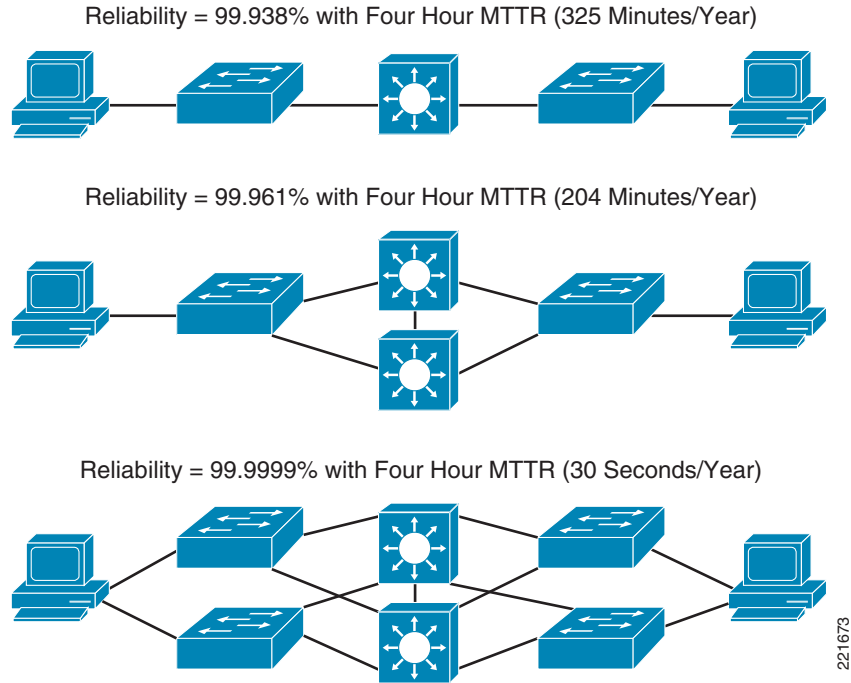 Reliability = 99.938% with Four Hour MTTR (325 Minutes/Year)
Reliability = 99.961% with Four Hour MTTR (204 Minutes/Year)
Reliability = 99.9999% with Four Hour MTTR (30 Seconds/Year)
221673